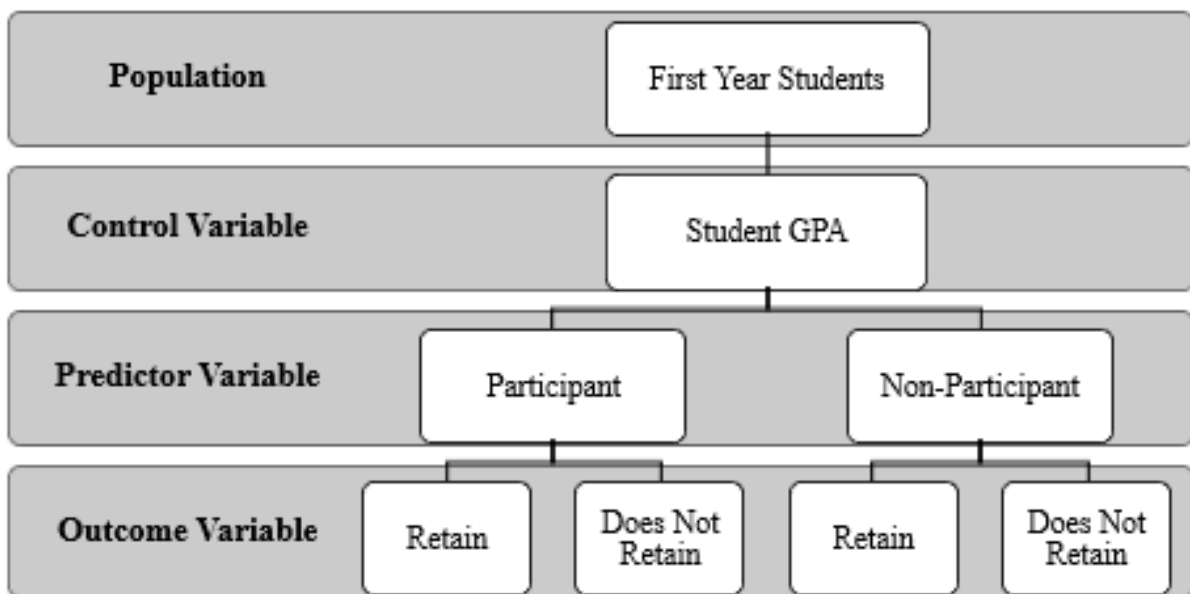 Population
First Year Students
Control Variable
Student GPA
Predictor Variable
Participant
Non-Participant
Outcome Variable
Retain
Does Not
Retain
Retain
Does Not
Retain